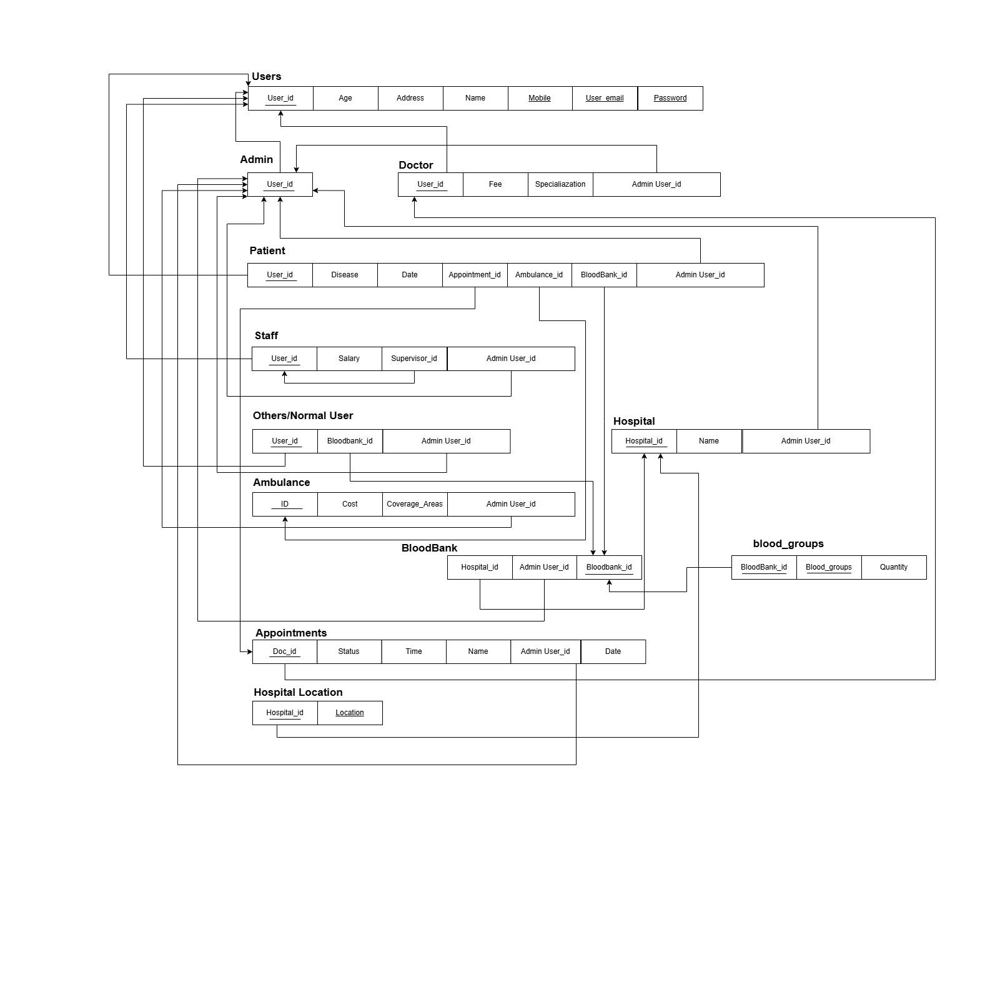 Users
User_id Age Address Name Mobile User_email Password
Admin
User_id
Doctor
User_id Fee Specialiazation Admin User_id
Patient
User_id Disease Date Appointment_id Ambulance_id BloodBank_id Admin User_id
Staff
User_id Salary Supervisor_id Admin User_id
Others/Normal User
User_id Bloodbank_id Admin User_id
Hospital
Hospital_id Name Admin User_id
Ambulance
ID Cost Coverage_Areas Admin User_id
BloodBank
Hospital_id Admin User_id Bloodbank_id
blood_groups
BloodBank_id Blood_groups Quantity
Appointments
Doc_id Status Time Name Admin User_id Date
Hospital Location
Hospital_id Location